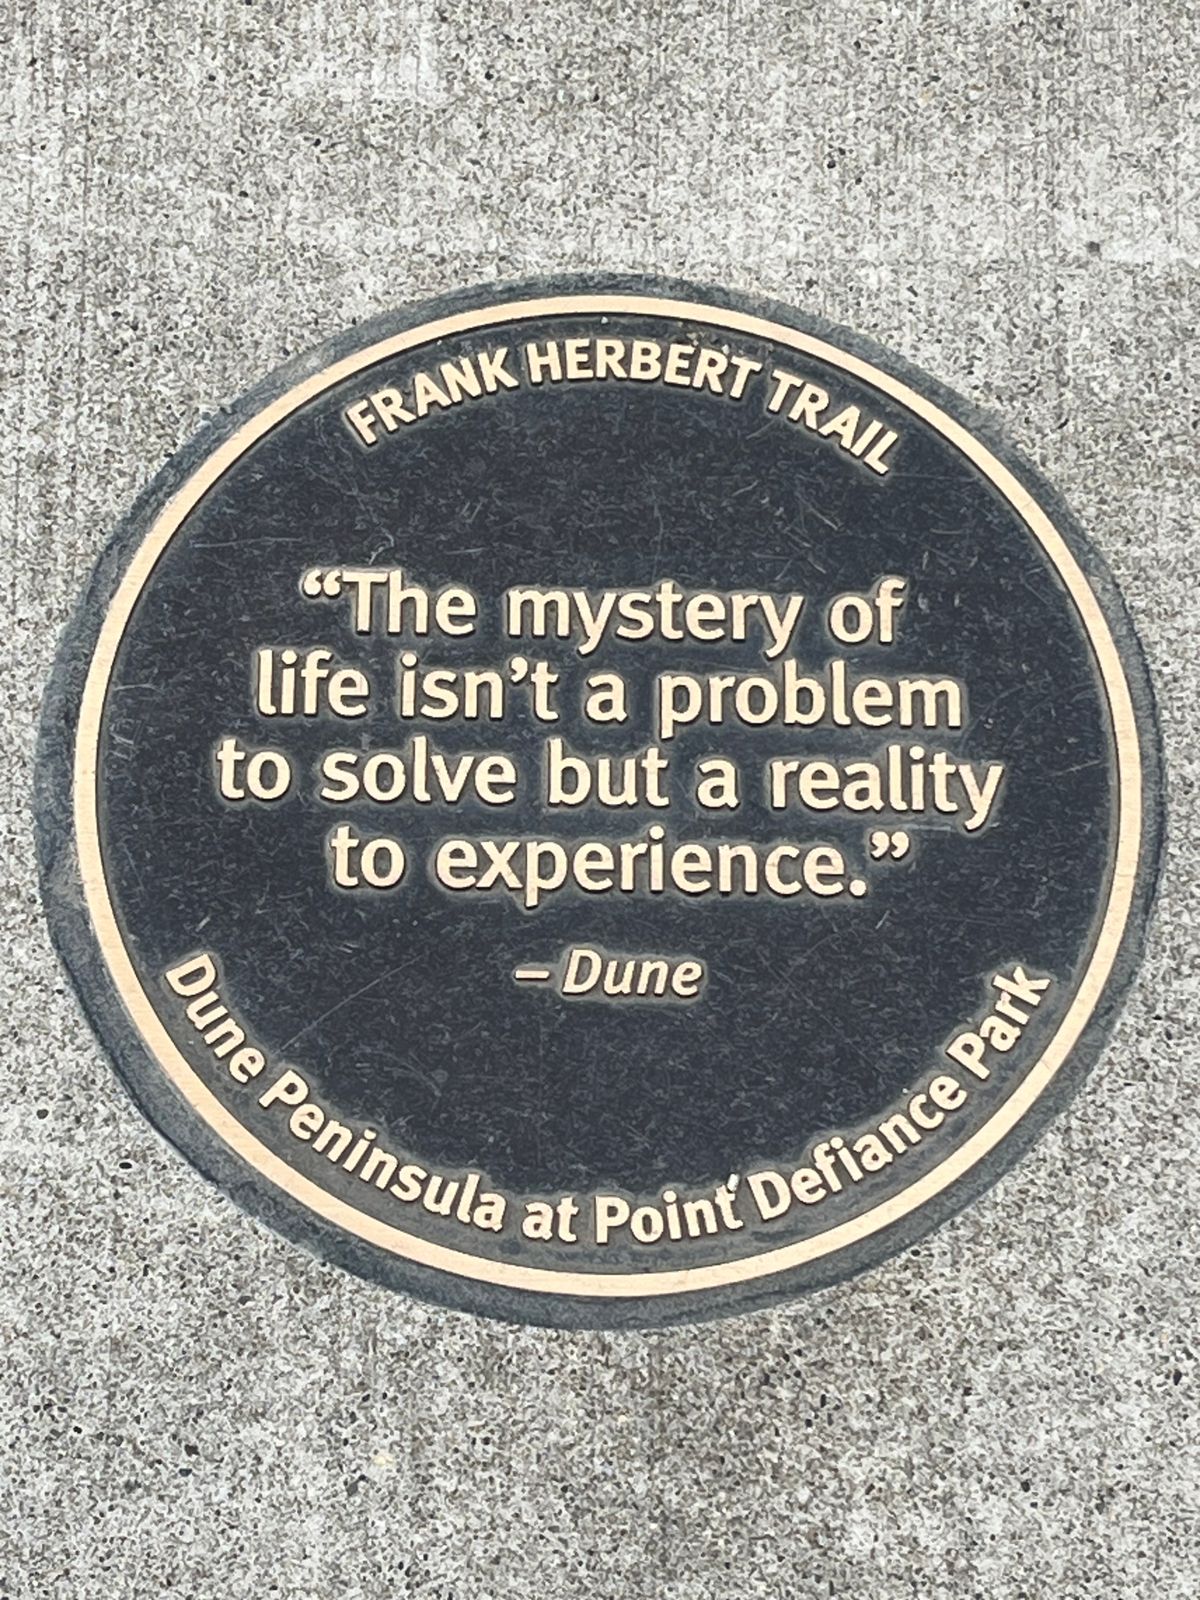 FRANK HERBERT TRAIL
“The mystery of
life isn’t a problem
to solve but a reality
to experience.”
– Dune
Dune Peninsula at Point Defiance Park